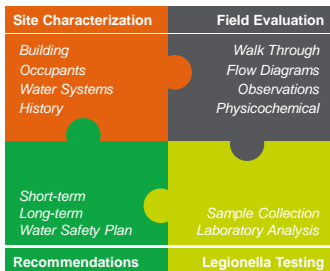 Site Characterization
Building
Occupants
Water Systems
History
Field Evaluation
Walk Through
Flow Diagrams
Observations
Physicochemical
Short-term
Long-term
Water Safety Plan
Recommendations
Sample Collection
Laboratory Analysis
Legionella Testing